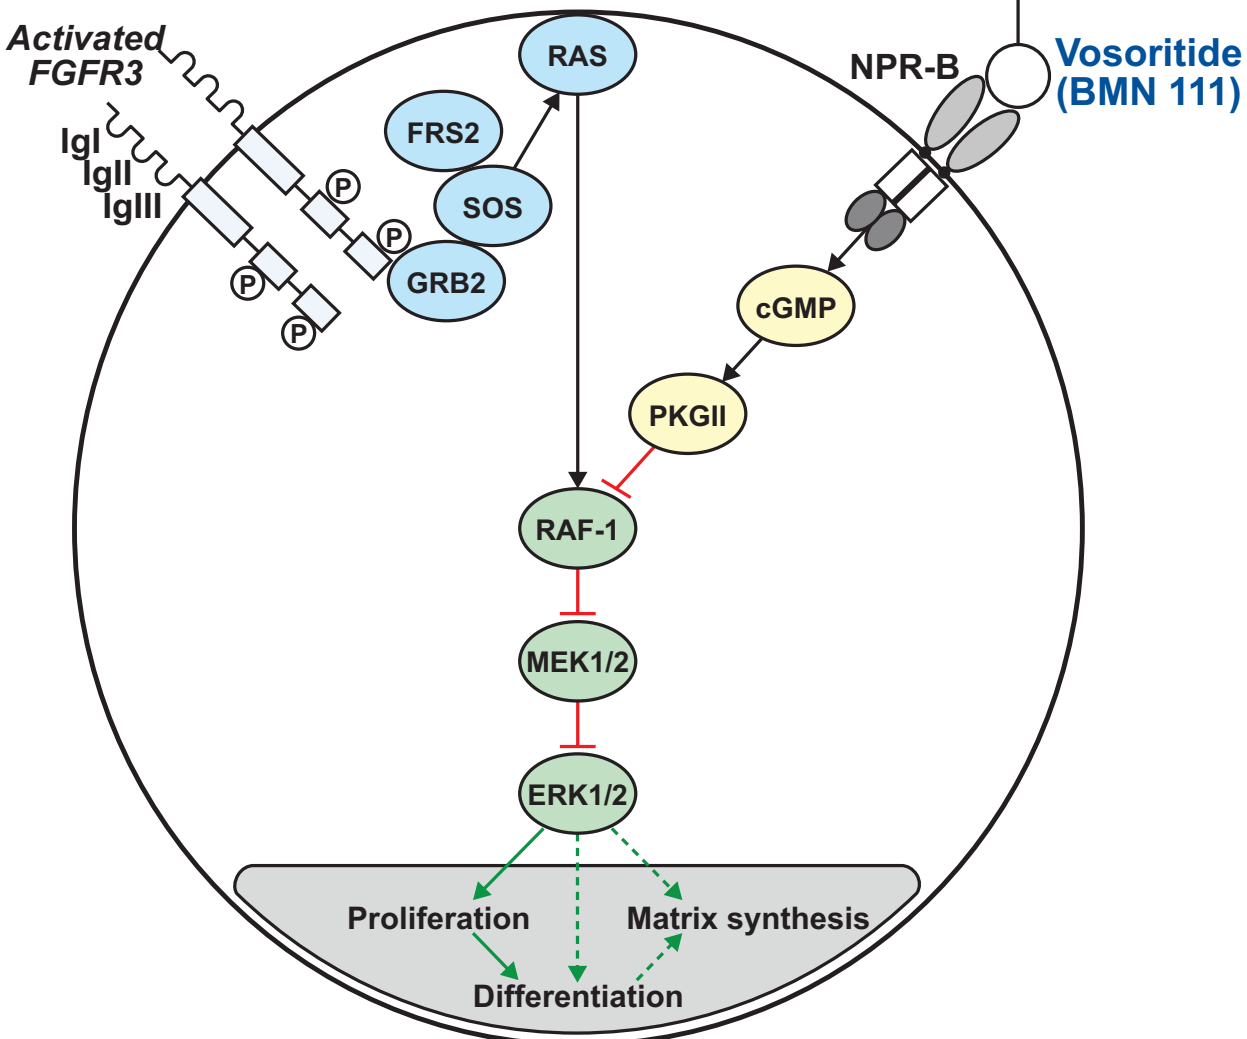 Activated
FGFR3
IgI
IgII
IgIII
P
P
P
P
FRS2
SOS
GRB2
RAS
NPR-B
Vosoritide
(BMN 111)
cGMP
PKGII
RAF-1
MEK1/2
ERK1/2
Proliferation
Matrix synthesis
Differentiation